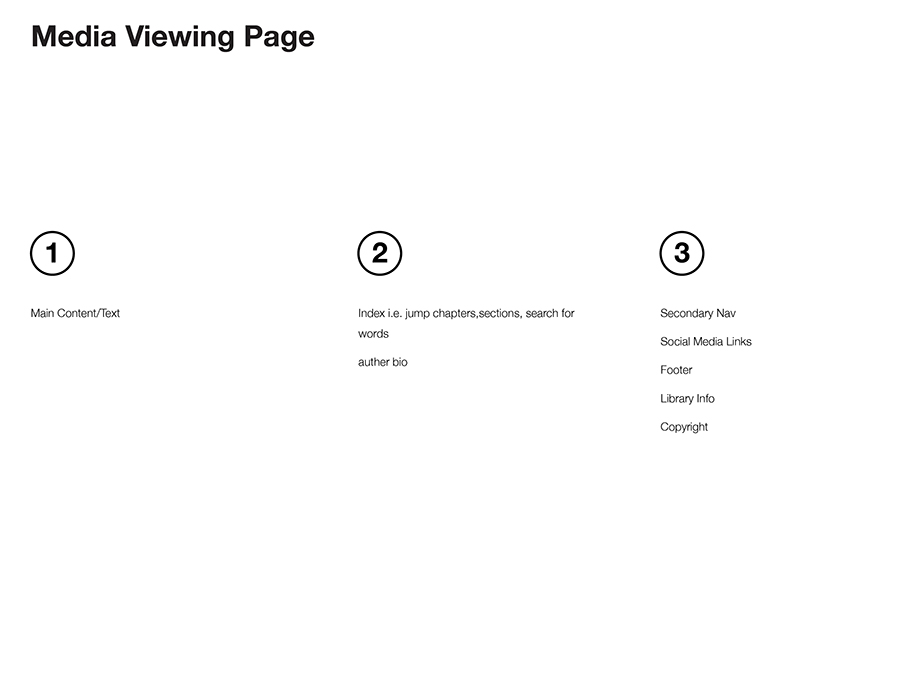 Media Viewing Page
1
Main Content/Text
2
Index i.e. jump chapters,sections, search for
words
auther bio
3
Secondary Nav
Social Media Links
Footer
Library Info
Copyright